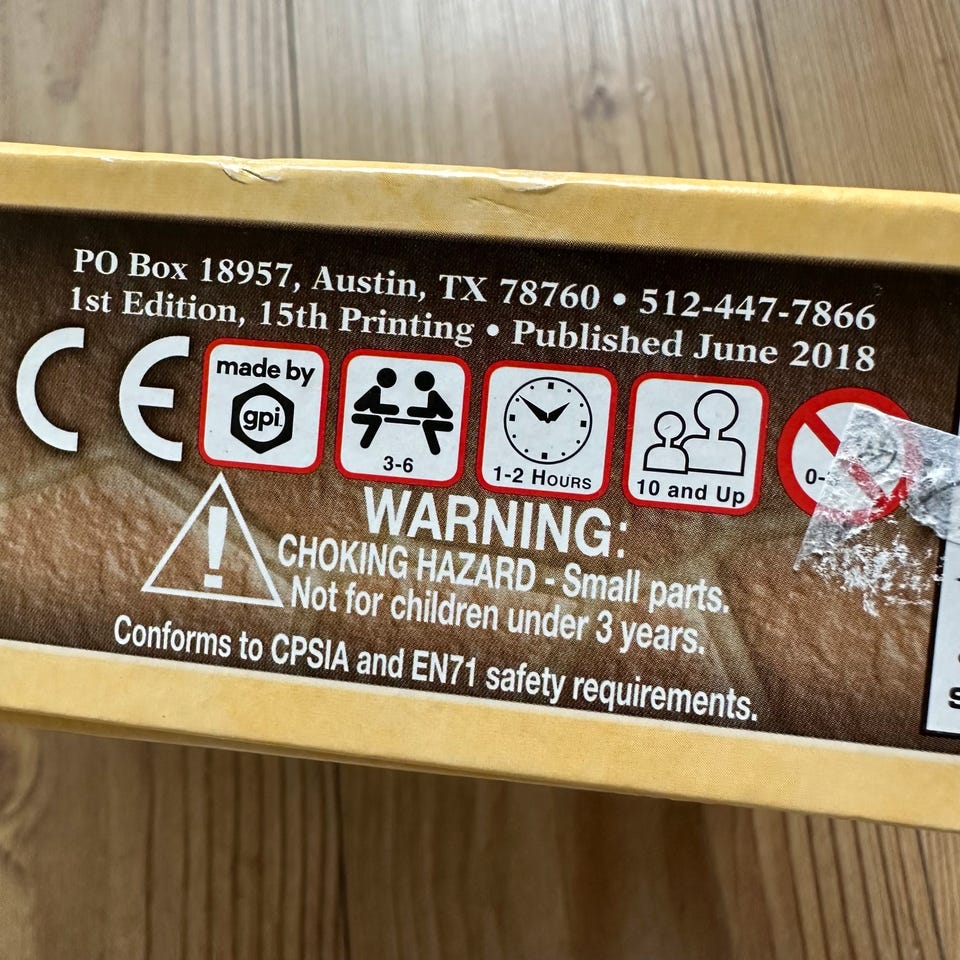 PO Box 18957, Austin, TX 78760 • 512-447-7866
1st Edition, 15th Printing • Published June 2018
CE
made by
gpi
3-6
1-2 HOURS
10 and Up
0-
WARNING:
CHOKING HAZARD - Small parts.
Not for children under 3 years.
Conforms to CPSIA and EN71 safety requirements.